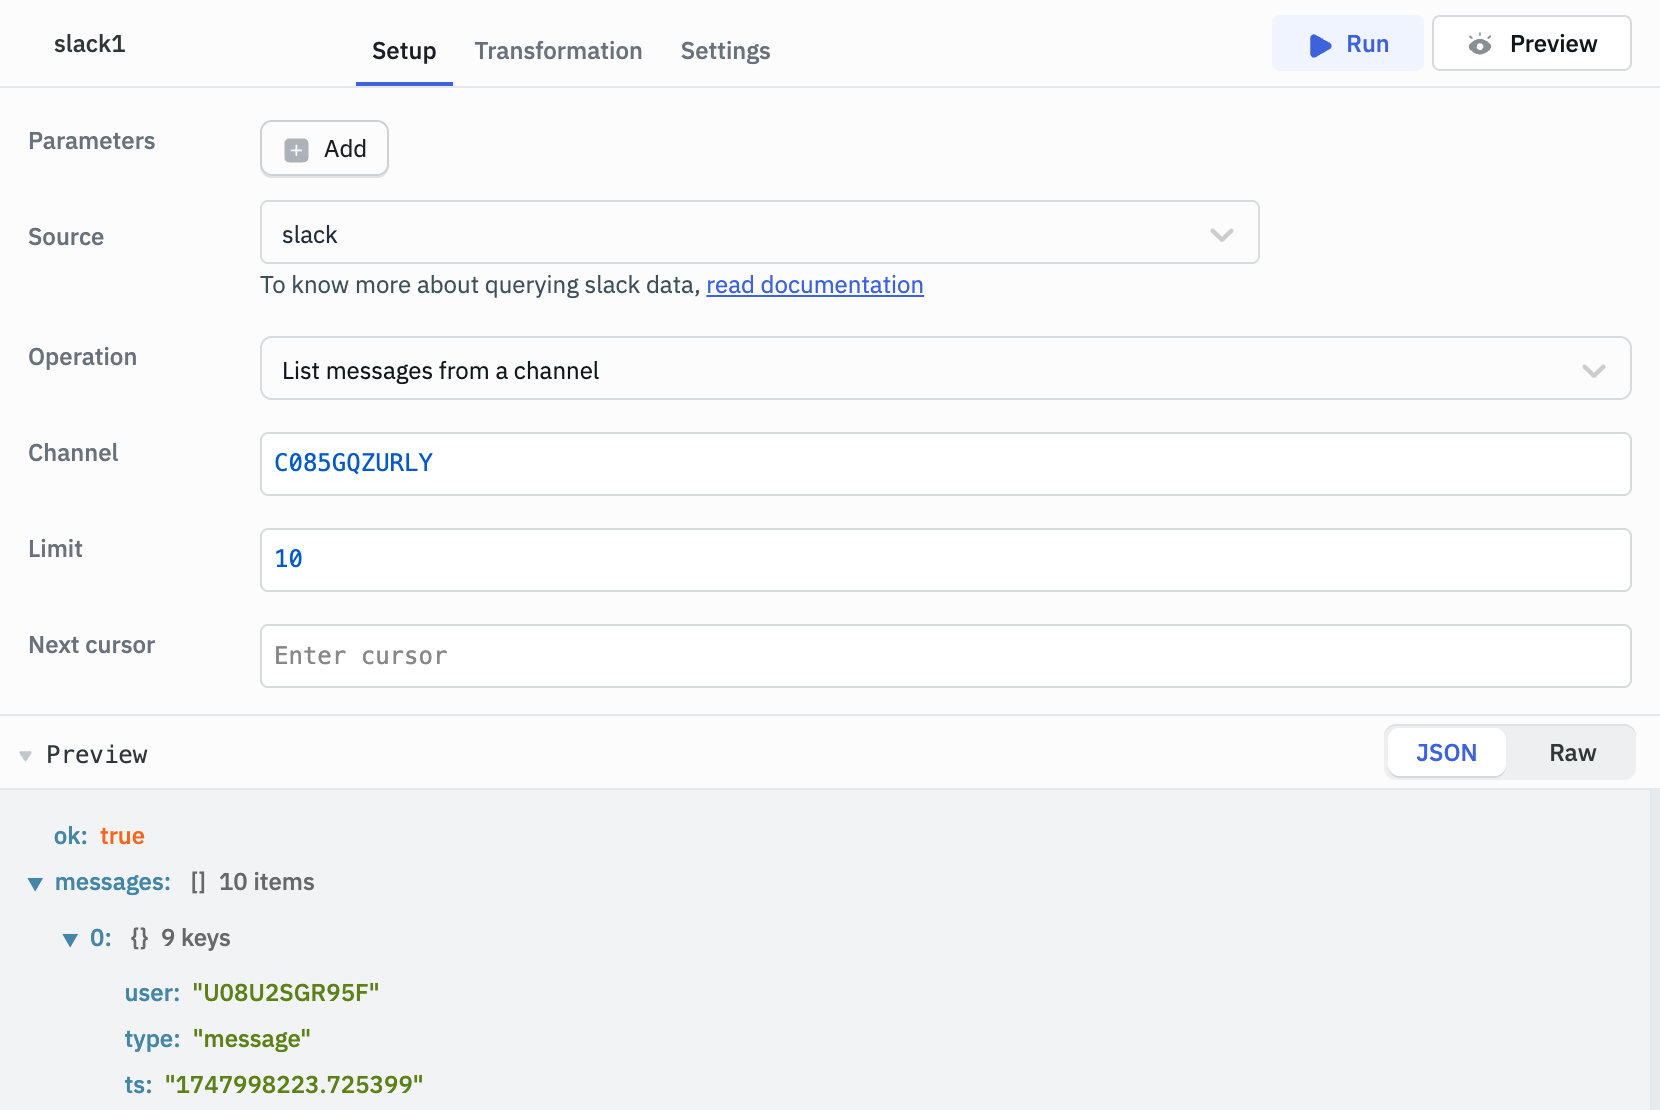 slack1
Setup Transformation Settings
Run Preview
Parameters
Add
Source
slack
To know more about querying slack data, read documentation
Operation
List messages from a channel
Channel
C085GQZURLY
Limit
10
Next cursor
Enter cursor
Preview
JSON Raw
ok: true
messages: [] 10 items
0: {} 9 keys
user: "U08U2SGR95F"
type: "message"
ts: "1747998223.725399"